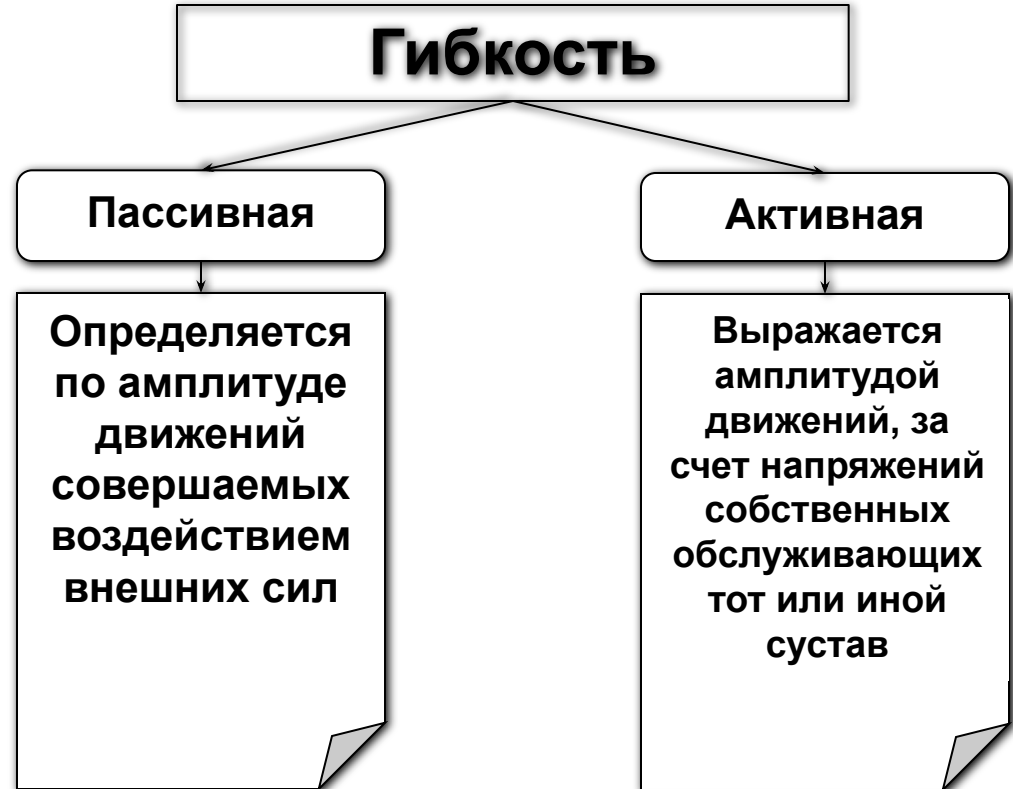 Гибкость
Пассивная
Активная
Определяется
по амплитуде
движений
совершаемых
воздействием
внешних сил
Выражается
амплитудой
движений, за
счет напряжений
собственных
обслуживающих
тот или иной
сустав